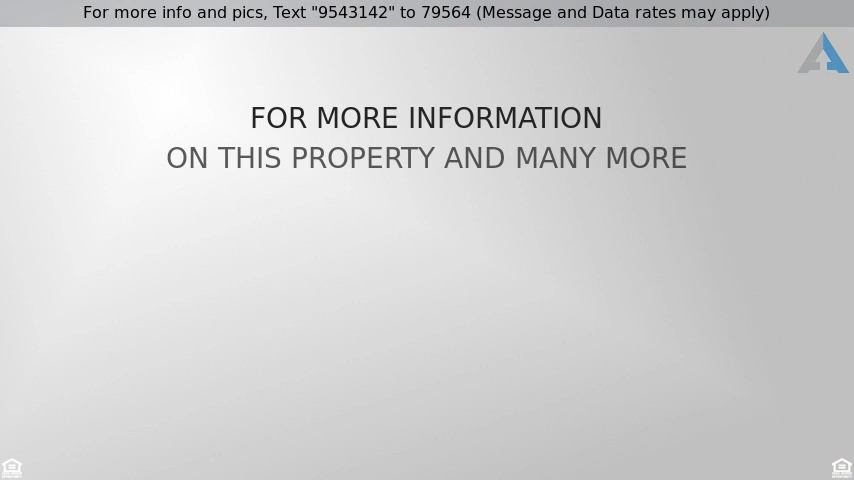 For more info and pics, Text "9543142" to 79564 (Message and Data rates may apply)
FOR MORE INFORMATION
ON THIS PROPERTY AND MANY MORE